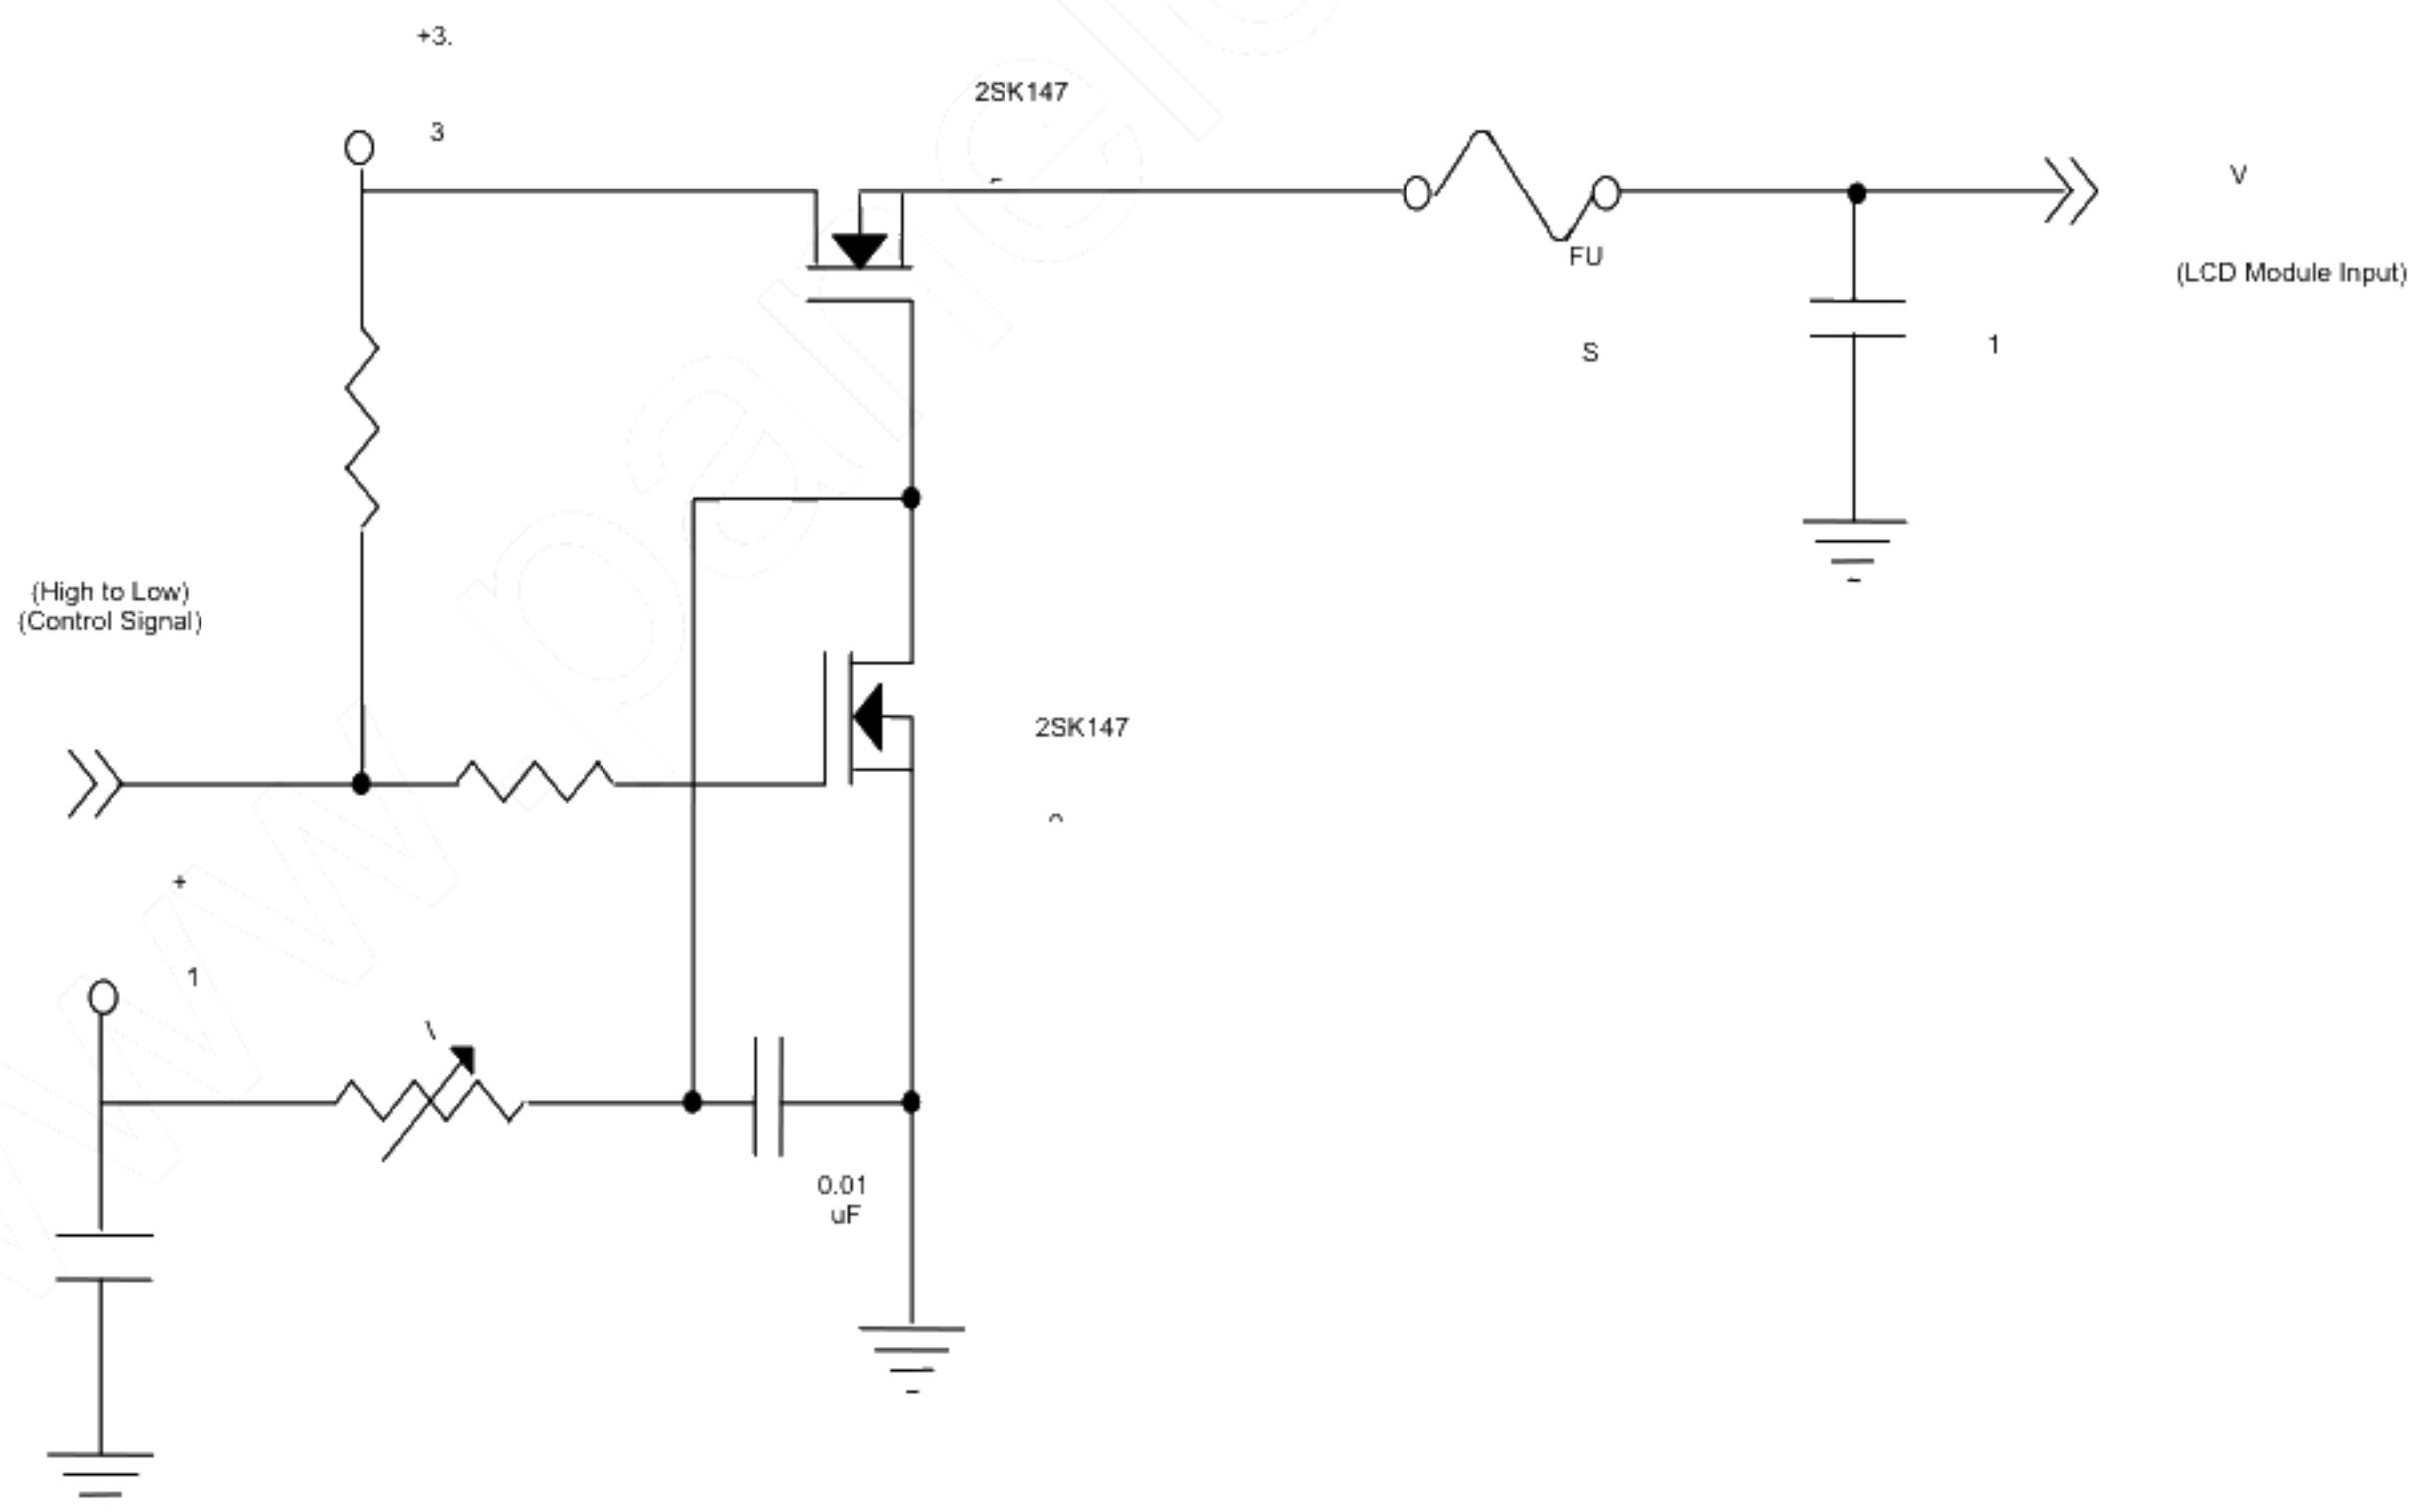 +3.
3
2SK147
FU
S
V
(LCD Module Input)
1
(High to Low)
(Control Signal)
2SK147
+
1
0.01
uF